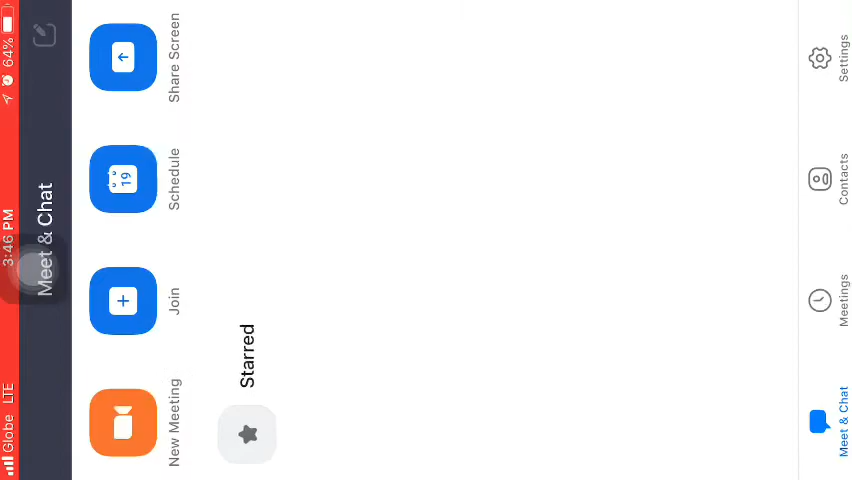 Globe LTE 3:46 PM 64%
Meet & Chat
New Meeting Join Schedule Share Screen
19
Starred
Meet & Chat Meetings Contacts Settings